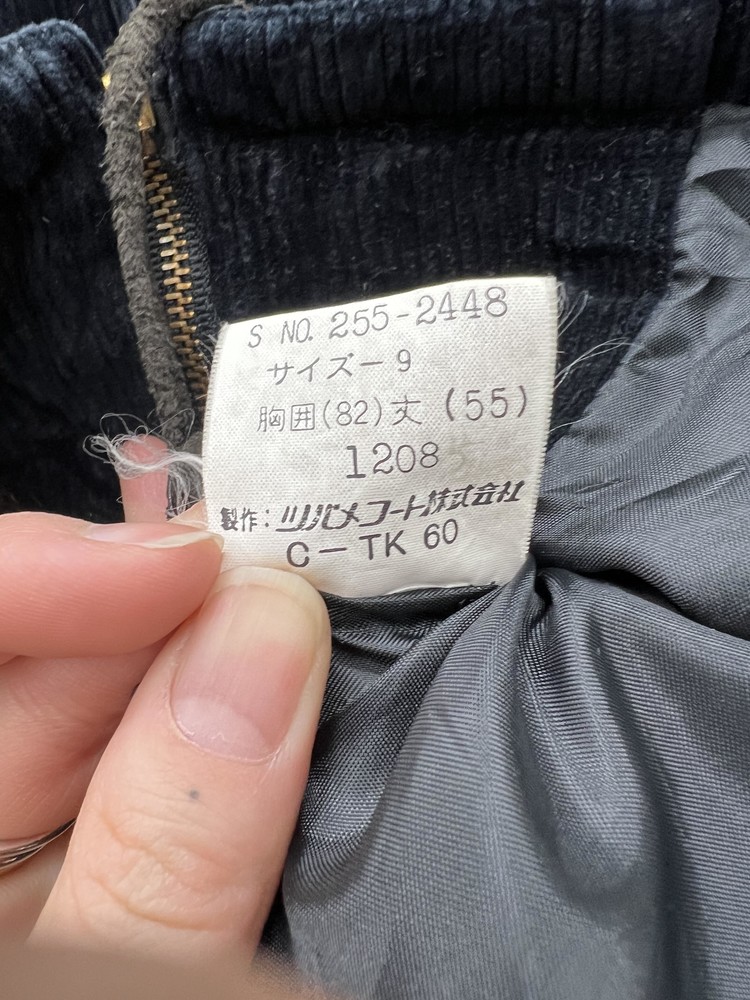 S NO. 255-2448
サイズー9
胸囲(82)丈(55)
1208
製作:ツバメコート株式会社
C-TK 60